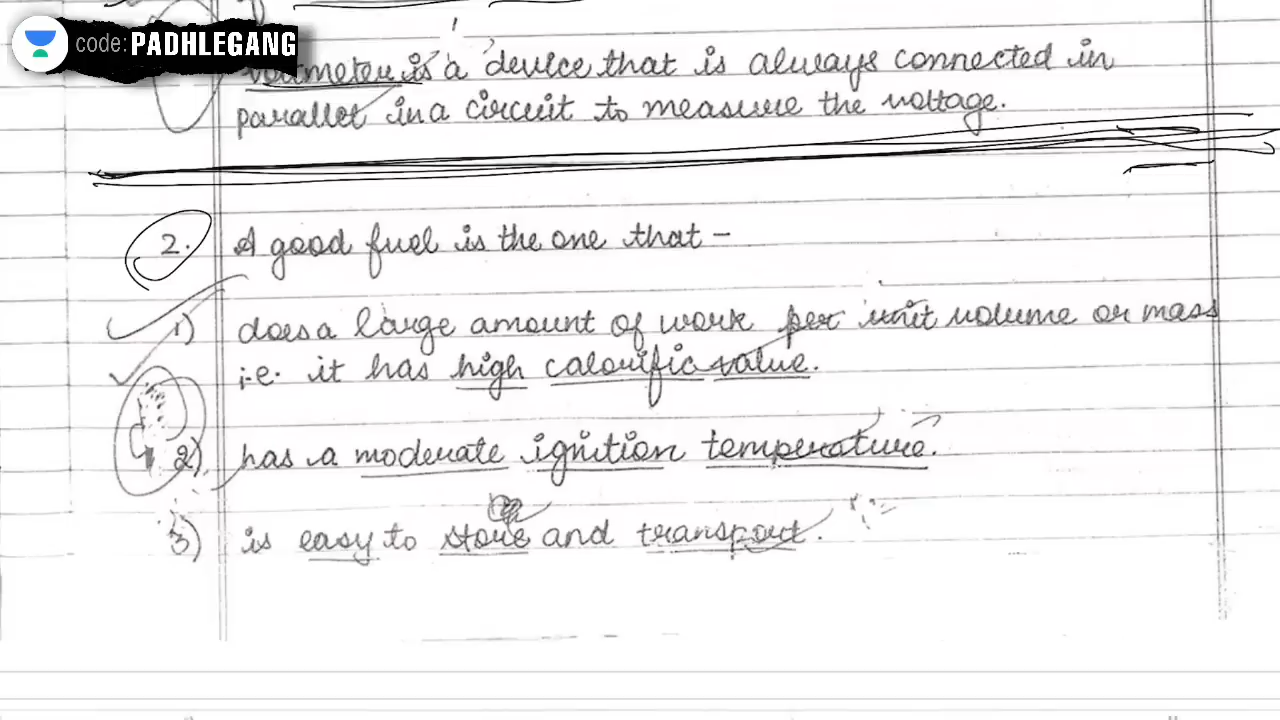 code: PADHLEGANG
voltmeter is a device that is always connected in
parallel in a circuit to measure the voltage.
2. A good fuel is the one that –
1) does a large amount of work per unit volume or mass
i.e. it has high calorific value.
2) has a moderate ignition temperature.
3) is easy to store and transport.